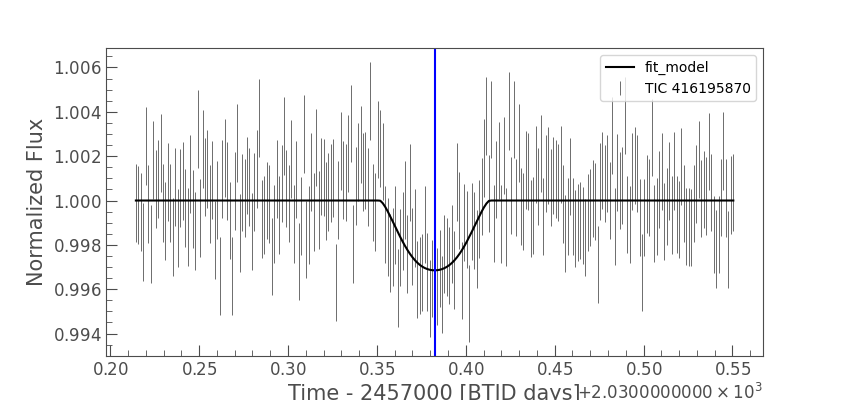 1.006
1.004
1.002
1.000
0.998
0.996
0.994
Normalized Flux
fit_model
TIC 416195870
0.20 0.25 0.30 0.35 0.40 0.45 0.50 0.55
Time - 2457000 [BTJD days]
+2.0300000000 × 10³